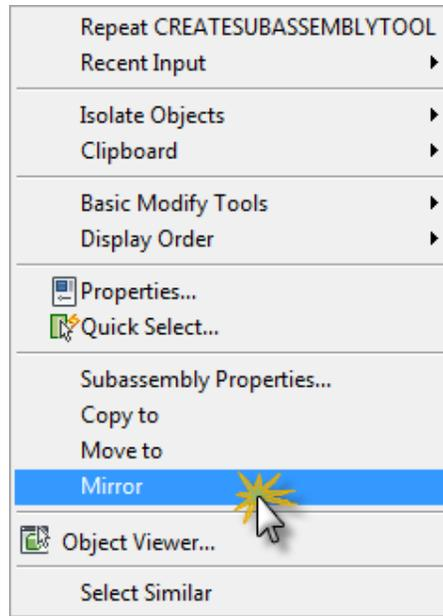 Repeat CREATESUBASSEMBLYTOOL
Recent Input
Isolate Objects
Clipboard
Basic Modify Tools
Display Order
Properties...
Quick Select...
Subassembly Properties...
Copy to
Move to
Mirror
Object Viewer...
Select Similar